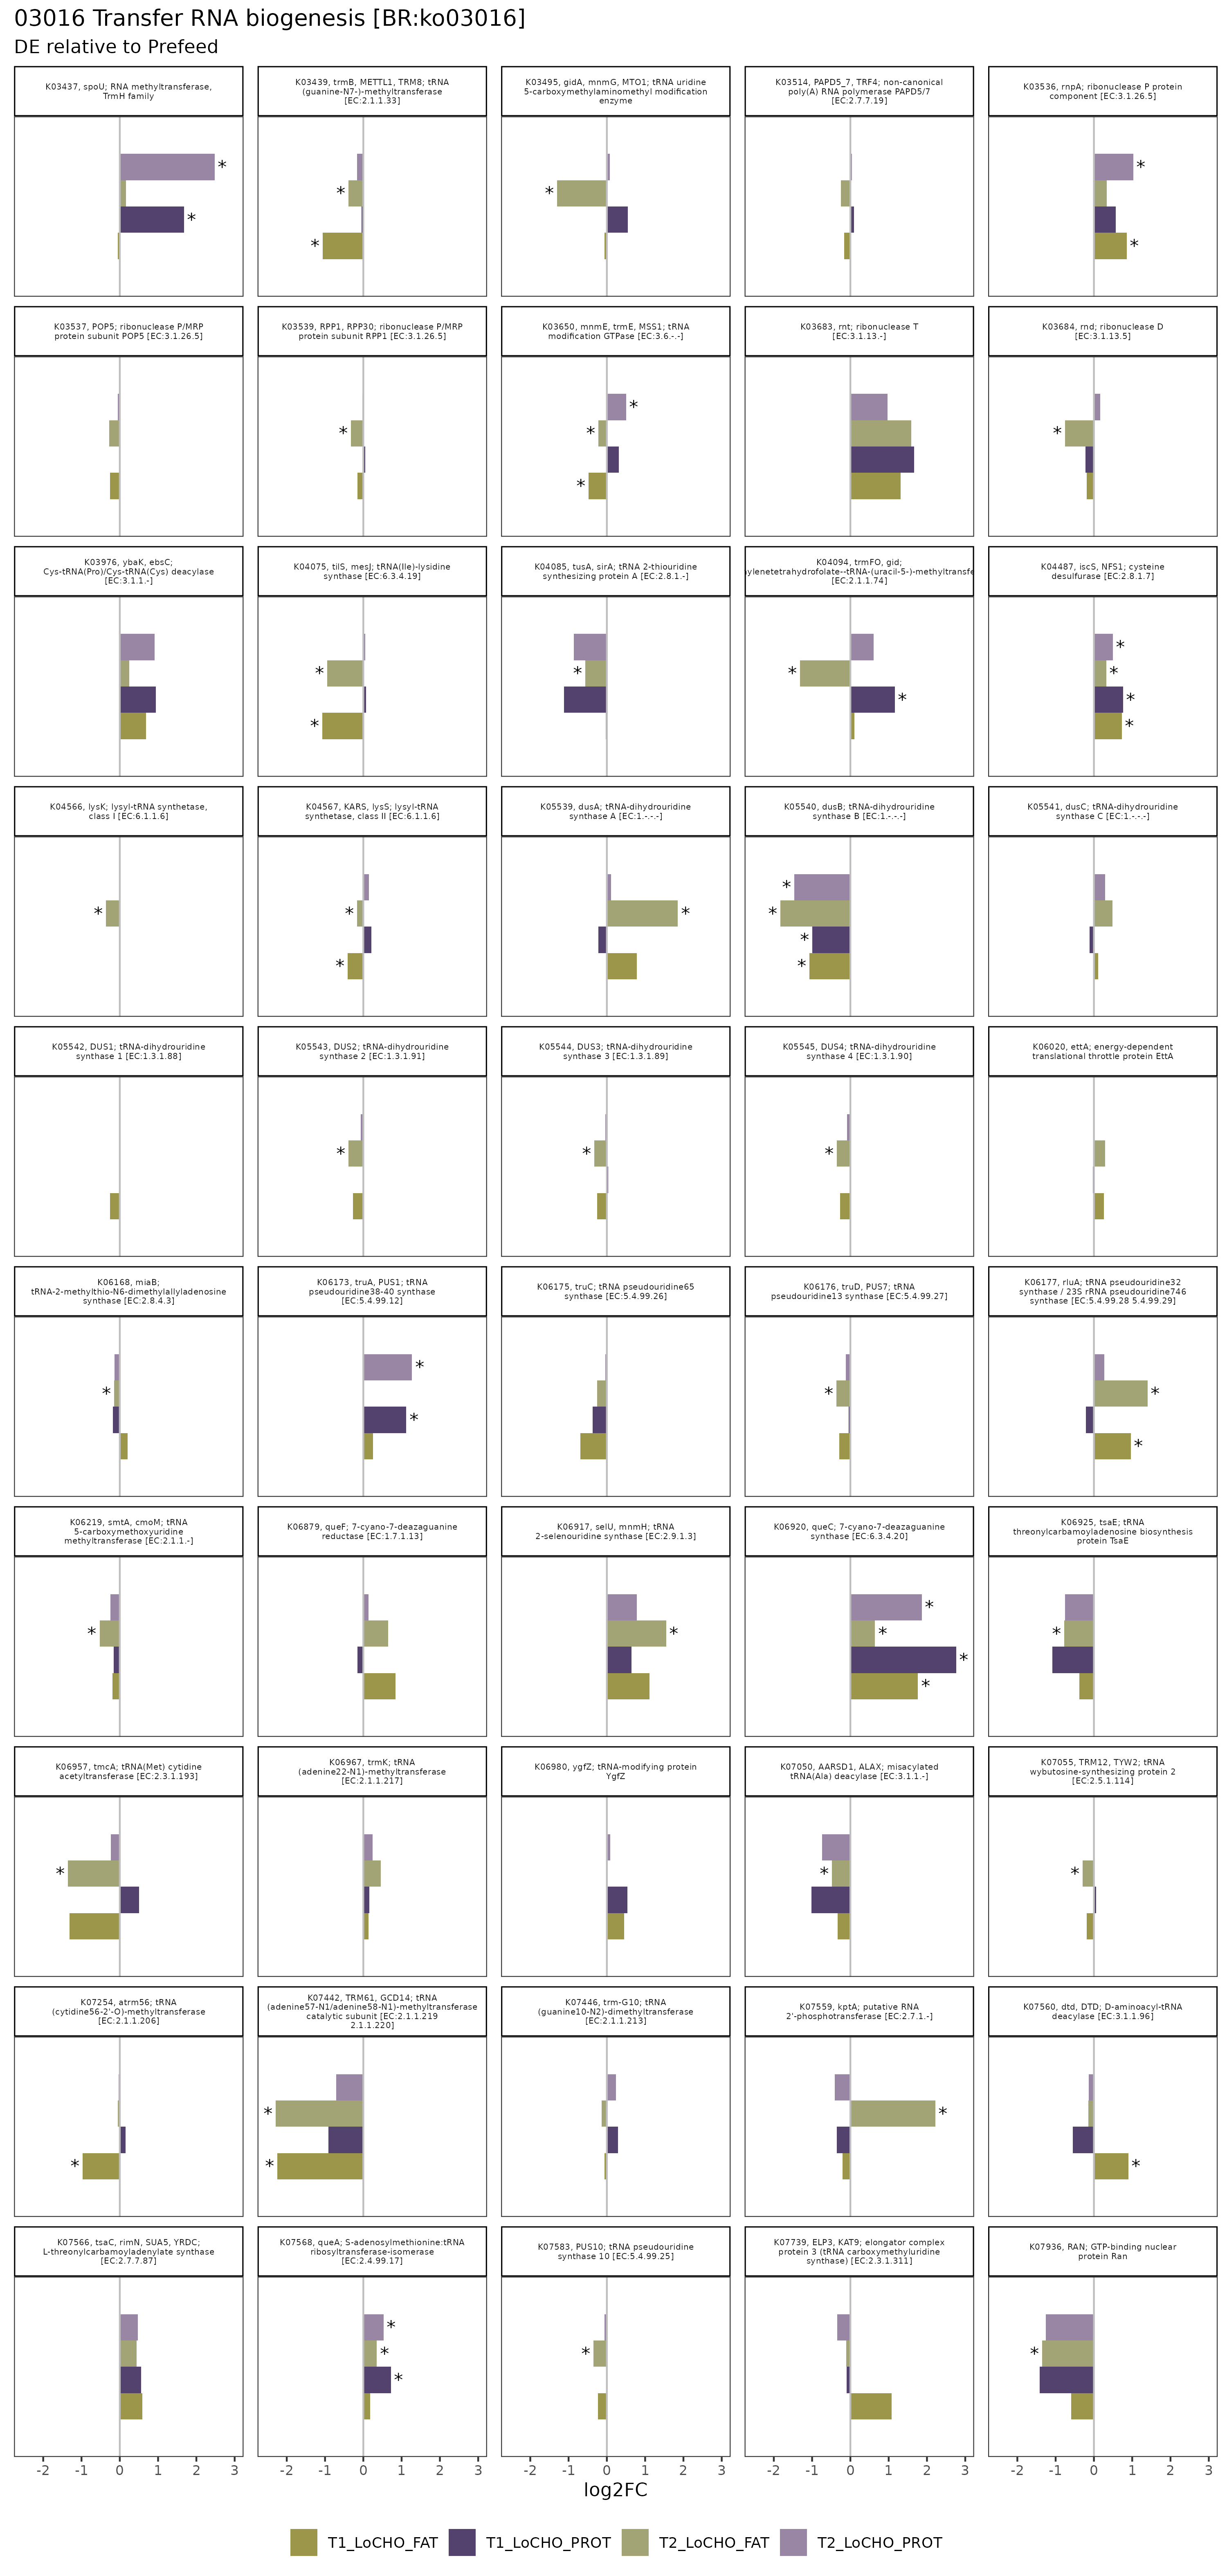 03016 Transfer RNA biogenesis [BR:ko03016]
DE relative to Prefeed
K03437, spoU; RNA methyltransferase,
TrmH family
K03439, trmB, METTL1, TRM8; tRNA
(guanine-N7-)-methyltransferase
[EC:2.1.1.33]
K03495, gidA, mnmG, MTO1; tRNA uridine
5-carboxymethylaminomethyl modification
enzyme
K03514, PAPD5_7, TRF4; non-canonical
poly(A) RNA polymerase PAPD5/7
[EC:2.7.7.19]
K03536, rnpA; ribonuclease P protein
component [EC:3.1.26.5]
* * * * * * *
K03537, POP5; ribonuclease P/MRP
protein subunit POP5 [EC:3.1.26.5]
K03539, RPP1, RPP30; ribonuclease P/MRP
protein subunit RPP1 [EC:3.1.26.5]
K03650, mnmE, trmE, MSS1; tRNA
modification GTPase [EC:3.6.-.-]
K03683, rnt; ribonuclease T
[EC:3.1.13.-]
K03684, rnd; ribonuclease D
[EC:3.1.13.5]
* * * * *
K03976, ybaK, ebsC;
Cys-tRNA(Pro)/Cys-tRNA(Cys) deacylase
[EC:3.1.1.-]
K04075, tilS, mesJ; tRNA(Ile)-lysidine
synthase [EC:6.3.4.19]
K04085, tusA, sirA; tRNA 2-thiouridine
synthesizing protein A [EC:2.8.1.-]
K04094, trmFO, gid;
ylenetetrahydrofolate--tRNA-(uracil-5-)-methyltransfe
[EC:2.1.1.74]
K04487, iscS, NFS1; cysteine
desulfurase [EC:2.8.1.7]
* * * * * * * * *
K04566, lysK; lysyl-tRNA synthetase,
class I [EC:6.1.1.6]
K04567, KARS, lysS; lysyl-tRNA
synthetase, class II [EC:6.1.1.6]
K05539, dusA; tRNA-dihydrouridine
synthase A [EC:1.-.-.-]
K05540, dusB; tRNA-dihydrouridine
synthase B [EC:1.-.-.-]
K05541, dusC; tRNA-dihydrouridine
synthase C [EC:1.-.-.-]
* * * * * * * *
K05542, DUS1; tRNA-dihydrouridine
synthase 1 [EC:1.3.1.88]
K05543, DUS2; tRNA-dihydrouridine
synthase 2 [EC:1.3.1.91]
K05544, DUS3; tRNA-dihydrouridine
synthase 3 [EC:1.3.1.89]
K05545, DUS4; tRNA-dihydrouridine
synthase 4 [EC:1.3.1.90]
K06020, ettA; energy-dependent
translational throttle protein EttA
* * *
K06168, miaB;
tRNA-2-methylthio-N6-dimethylallyladenosine
synthase [EC:2.8.4.3]
K06173, truA, PUS1; tRNA
pseudouridine38-40 synthase
[EC:5.4.99.12]
K06175, truC; tRNA pseudouridine65
synthase [EC:5.4.99.26]
K06176, truD, PUS7; tRNA
pseudouridine13 synthase [EC:5.4.99.27]
K06177, rluA; tRNA pseudouridine32
synthase / 23S rRNA pseudouridine746
synthase [EC:5.4.99.28 5.4.99.29]
* * * * * *
K06219, smtA, cmoM; tRNA
5-carboxymethoxyuridine
methyltransferase [EC:2.1.1.-]
K06879, queF; 7-cyano-7-deazaguanine
reductase [EC:1.7.1.13]
K06917, selU, mnmH; tRNA
2-selenouridine synthase [EC:2.9.1.3]
K06920, queC; 7-cyano-7-deazaguanine
synthase [EC:6.3.4.20]
K06925, tsaE; tRNA
threonylcarbamoyladenosine biosynthesis
protein TsaE
* * * * * * *
K06957, tmcA; tRNA(Met) cytidine
acetyltransferase [EC:2.3.1.193]
K06967, trmK; tRNA
(adenine22-N1)-methyltransferase
[EC:2.1.1.217]
K06980, ygfZ; tRNA-modifying protein
YgfZ
K07050, AARSD1, ALAX; misacylated
tRNA(Ala) deacylase [EC:3.1.1.-]
K07055, TRM12, TYW2; tRNA
wybutosine-synthesizing protein 2
[EC:2.5.1.114]
* * *
K07254, atrm56; tRNA
(cytidine56-2'-O)-methyltransferase
[EC:2.1.1.206]
K07442, TRM61, GCD14; tRNA
(adenine57-N1/adenine58-N1)-methyltransferase
catalytic subunit [EC:2.1.1.219
2.1.1.220]
K07446, trm-G10; tRNA
(guanine10-N2)-dimethyltransferase
[EC:2.1.1.213]
K07559, kptA; putative RNA
2'-phosphotransferase [EC:2.7.1.-]
K07560, dtd, DTD; D-aminoacyl-tRNA
deacylase [EC:3.1.1.96]
* * * * *
K07566, tsaC, rimN, SUA5, YRDC;
L-threonylcarbamoyladenylate synthase
[EC:2.7.7.87]
K07568, queA; S-adenosylmethionine:tRNA
ribosyltransferase-isomerase
[EC:2.4.99.17]
K07583, PUS10; tRNA pseudouridine
synthase 10 [EC:5.4.99.25]
K07739, ELP3, KAT9; elongator complex
protein 3 (tRNA carboxymethyluridine
synthase) [EC:2.3.1.311]
K07936, RAN; GTP-binding nuclear
protein Ran
* * * * *
-2 -1 0 1 2 3
-2 -1 0 1 2 3
-2 -1 0 1 2 3
-2 -1 0 1 2 3
-2 -1 0 1 2 3
log2FC
T1_LoCHO_FAT T1_LoCHO_PROT T2_LoCHO_FAT T2_LoCHO_PROT